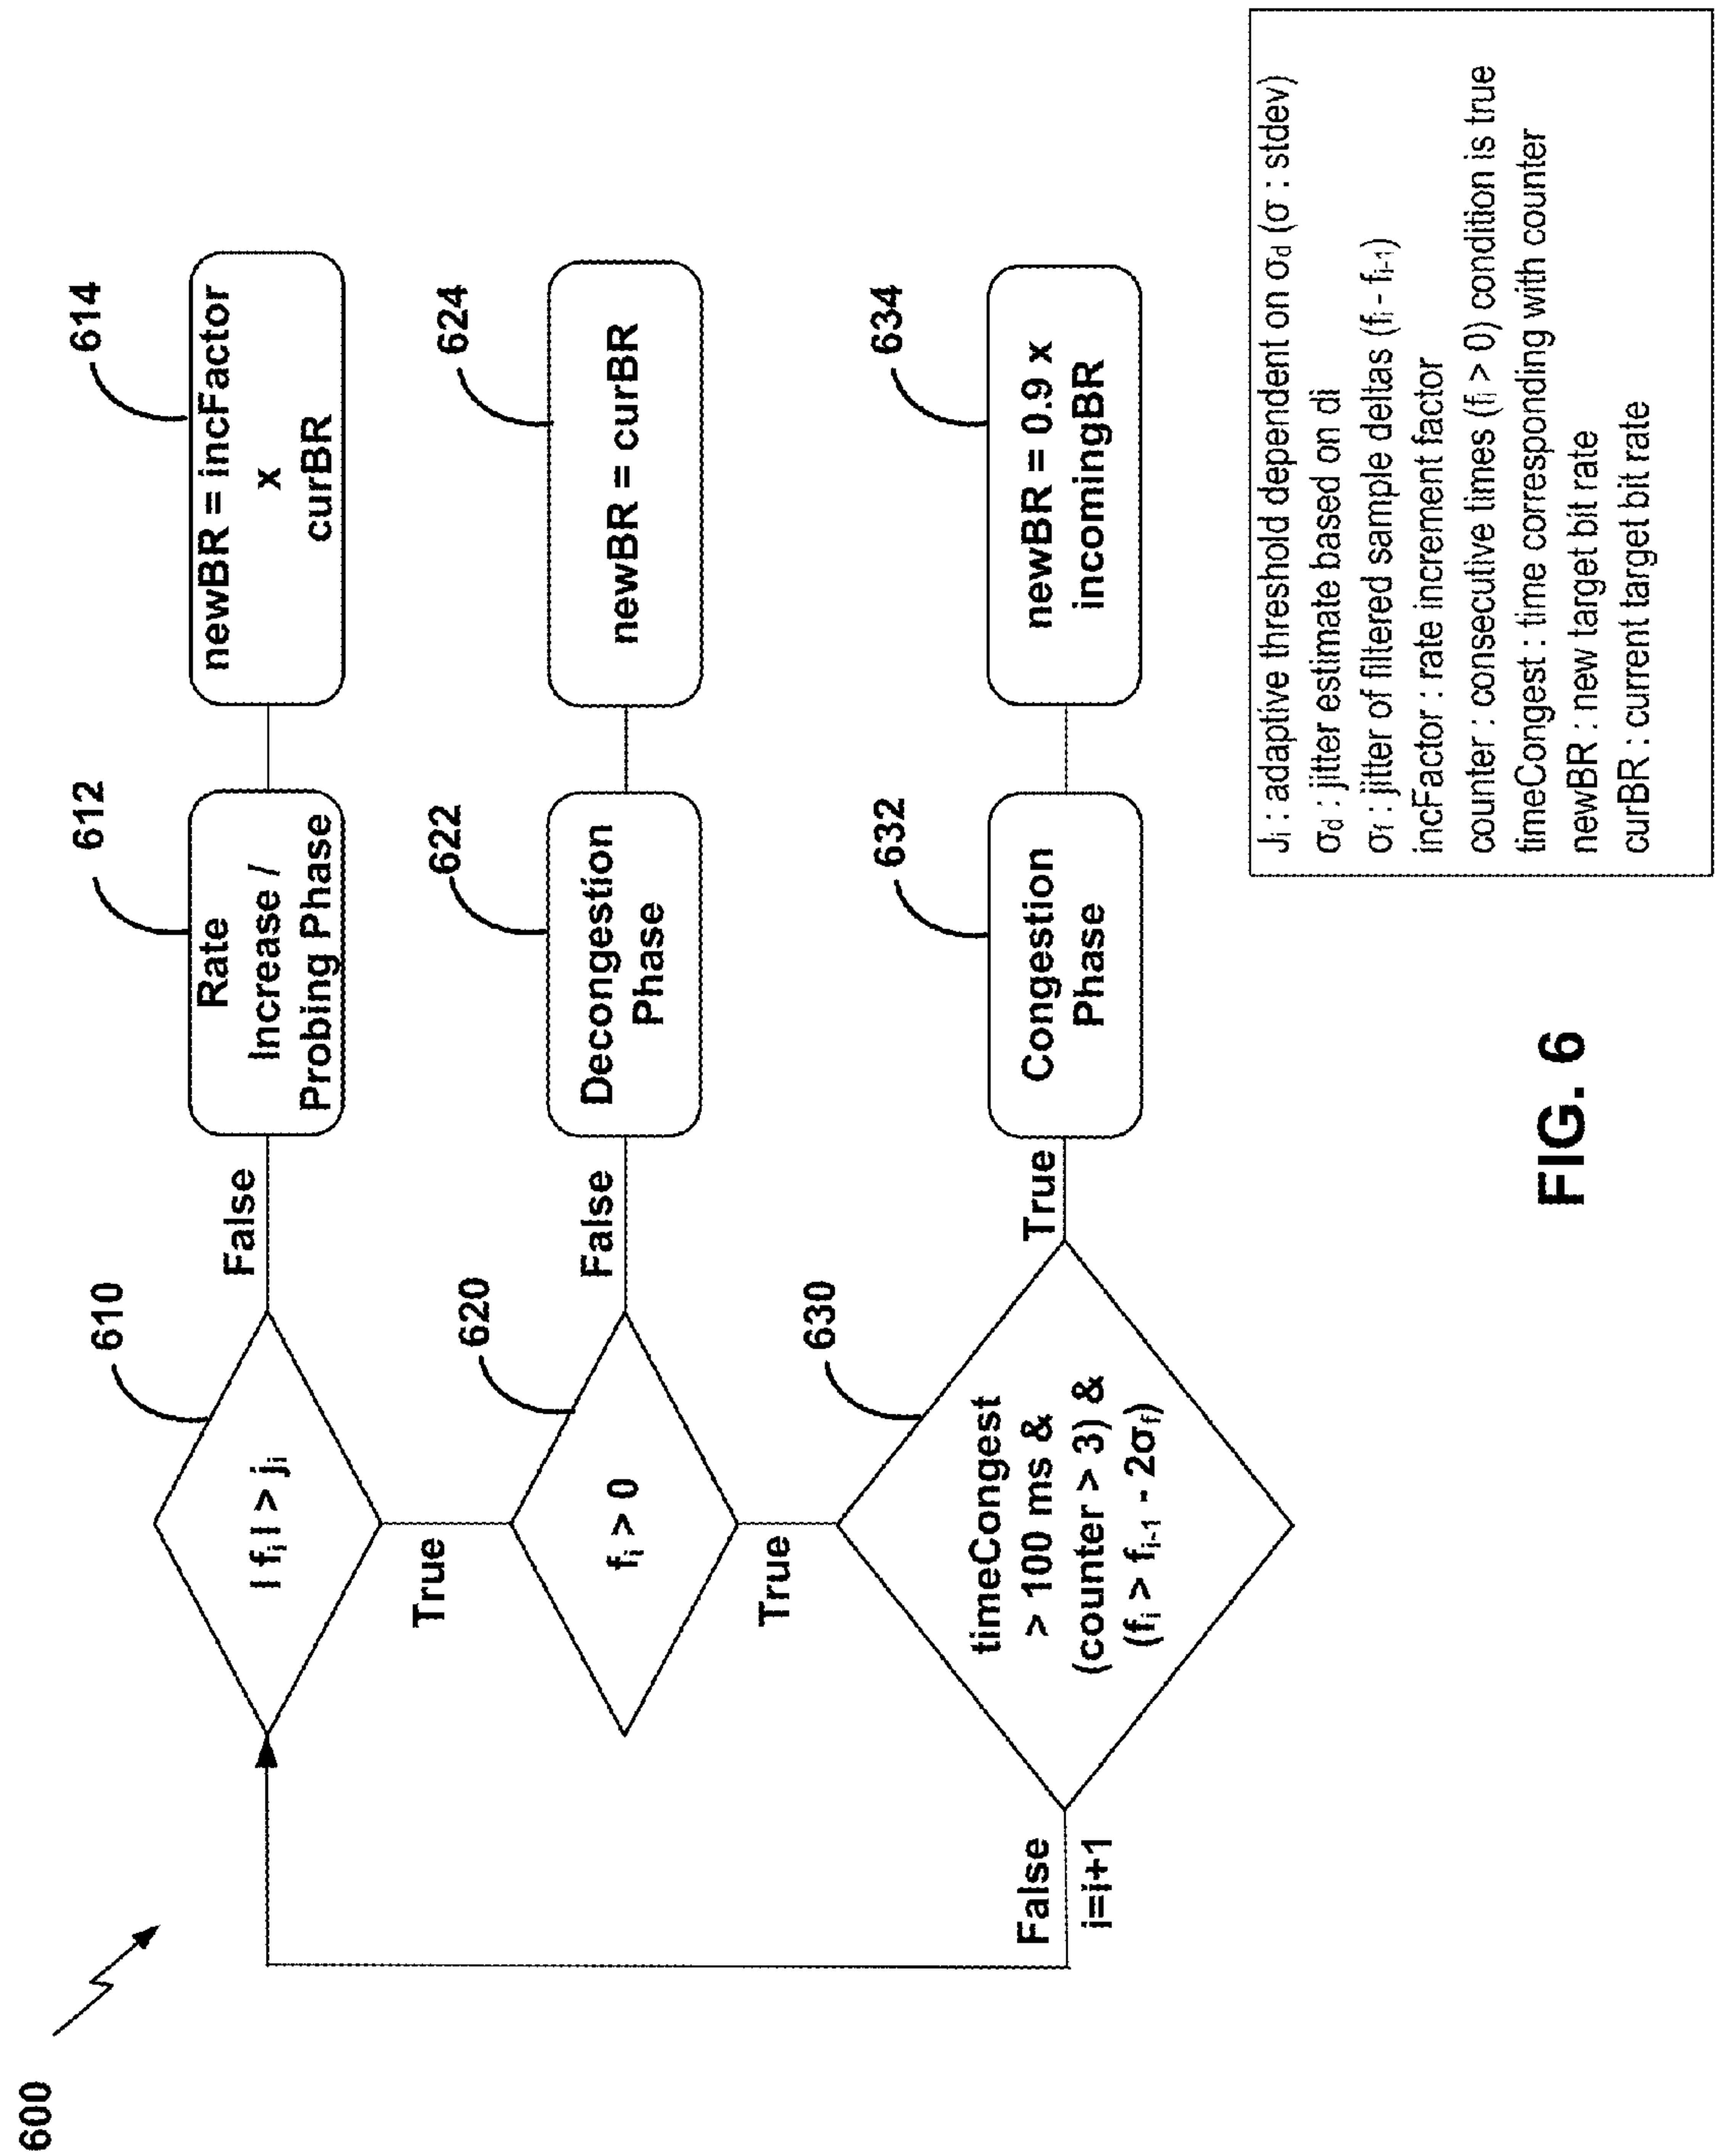 600
610
| fᵢ | > jᵢ
False
True
612
Rate
Increase /
Probing Phase
614
newBR = incFactor
x
curBR
620
fᵢ > 0
False
True
622
Decongestion
Phase
624
newBR = curBR
630
timeCongest
> 100 ms &
(counter > 3) &
(fᵢ > fᵢ₋₁ - 2σf)
False
i=i+1
True
632
Congestion
Phase
634
newBR = 0.9 x
incomingBR
Jᵢ : adaptive threshold dependent on σd (σ : stdev)
σd : jitter estimate based on di
σf : jitter of filtered sample deltas (fᵢ - fᵢ₋₁)
incFactor : rate increment factor
counter : consecutive times (fᵢ > 0) condition is true
timeCongest : time corresponding with counter
newBR : new target bit rate
curBR : current target bit rate
FIG. 6